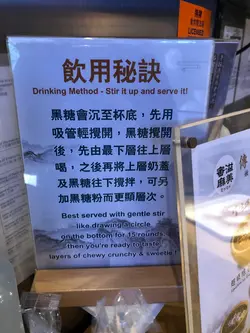 飲用秘訣
Drinking Method - Stir it up and serve it!
黑糖會沉至杯底，先用
吸管輕攪開，黑糖攪開
後，先由最下層往上層
喝，之後再將上層奶蓋
及黑糖往下攪拌，可另
加黑糖粉而更顯層次。
Best served with gentle stir
like drawing a circle
on the bottom for 15 rounds,
then you're ready to taste
layers of chewy crunchy & sweetie!
LICENSED